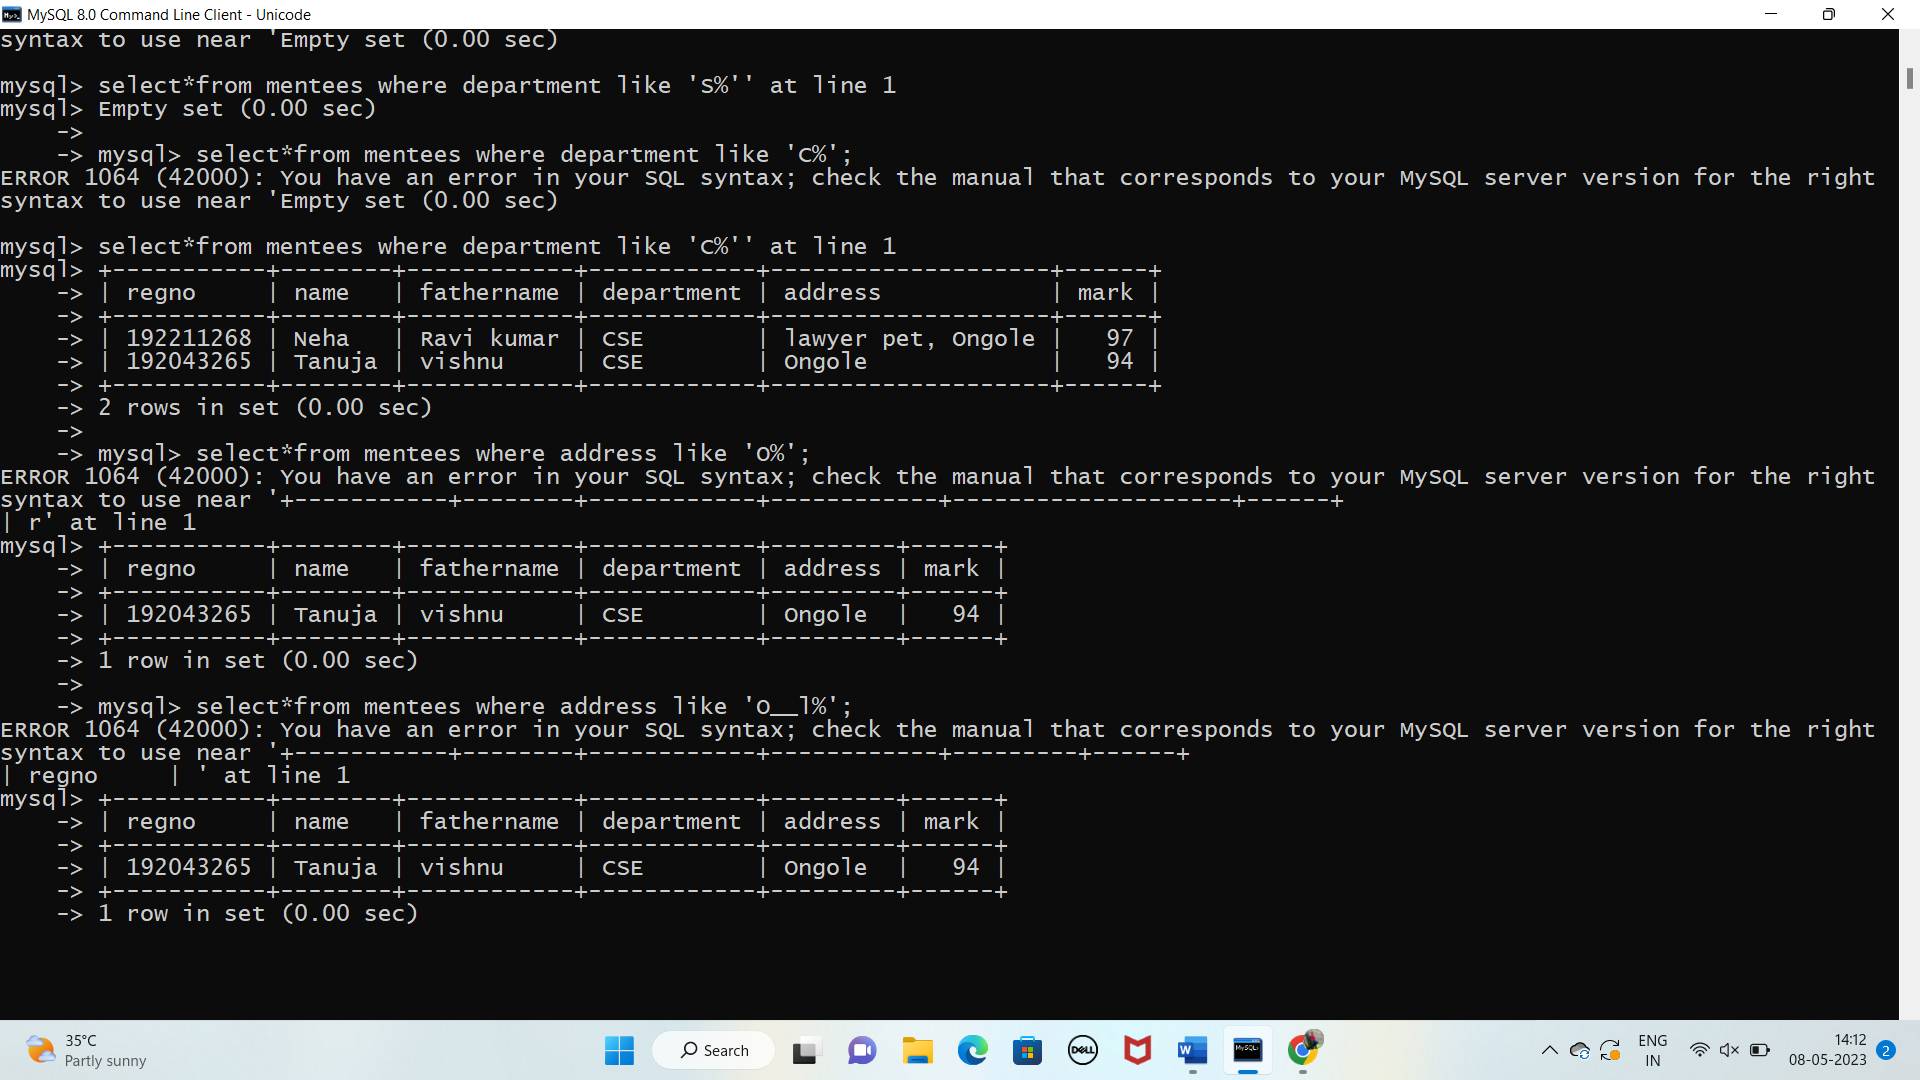 MySQL 8.0 Command Line Client - Unicode
syntax to use near 'Empty set (0.00 sec)
mysql> select*from mentees where department like 'S%'' at line 1
mysql> Empty set (0.00 sec)
    ->
    -> mysql> select*from mentees where department like 'C%';
ERROR 1064 (42000): You have an error in your SQL syntax; check the manual that corresponds to your MySQL server version for the right
syntax to use near 'Empty set (0.00 sec)
mysql> select*from mentees where department like 'C%'' at line 1
mysql> +-----------+--------+-------------+------------+--------------------+------+
    -> | regno     | name   | fathername | department | address            | mark |
    -> +-----------+--------+-------------+------------+--------------------+------+
    -> | 192211268 | Neha   | Ravi kumar | CSE        | lawyer pet, Ongole |   97 |
    -> | 192043265 | Tanuja | vishnu     | CSE        | Ongole             |   94 |
    -> +-----------+--------+-------------+------------+--------------------+------+
    -> 2 rows in set (0.00 sec)
    ->
    -> mysql> select*from mentees where address like 'O%';
ERROR 1064 (42000): You have an error in your SQL syntax; check the manual that corresponds to your MySQL server version for the right
syntax to use near '+-----------+--------+------------+------------+--------------------+------+
| r' at line 1
mysql> +-----------+--------+------------+------------+---------+------+
    -> | regno     | name   | fathername | department | address | mark |
    -> +-----------+--------+------------+------------+---------+------+
    -> | 192043265 | Tanuja | vishnu     | CSE        | Ongole  |   94 |
    -> +-----------+--------+------------+------------+---------+------+
    -> 1 row in set (0.00 sec)
    ->
    -> mysql> select*from mentees where address like 'O__l%';
ERROR 1064 (42000): You have an error in your SQL syntax; check the manual that corresponds to your MySQL server version for the right
syntax to use near '+-----------+--------+------------+------------+---------+------+
| regno     | ' at line 1
mysql> +-----------+--------+------------+------------+---------+------+
    -> | regno     | name   | fathername | department | address | mark |
    -> +-----------+--------+------------+------------+---------+------+
    -> | 192043265 | Tanuja | vishnu     | CSE        | Ongole  |   94 |
    -> +-----------+--------+------------+------------+---------+------+
    -> 1 row in set (0.00 sec)
35°C
Partly sunny
Search
DELL
W
MySQL
ENG
IN
14:12
08-05-2023
2